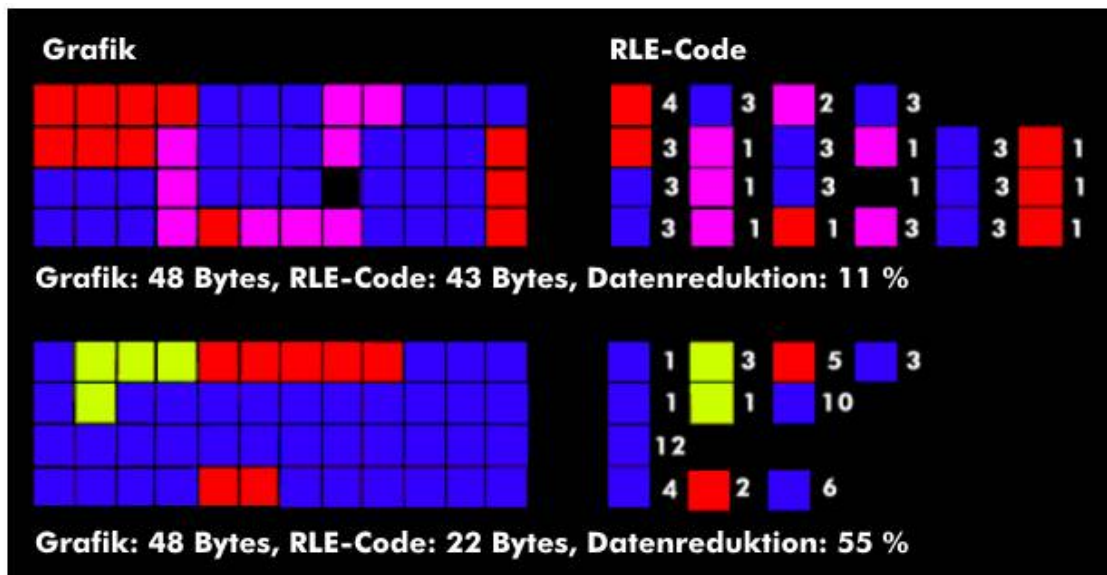 Grafik RLE-Code
4 3 2 3
3 1 3 1 3 1
3 1 3 1 3 1
3 1 1 3 3 1
Grafik: 48 Bytes, RLE-Code: 43 Bytes, Datenreduktion: 11 %
1 3 5 3
1 1 10
12
4 2 6
Grafik: 48 Bytes, RLE-Code: 22 Bytes, Datenreduktion: 55 %